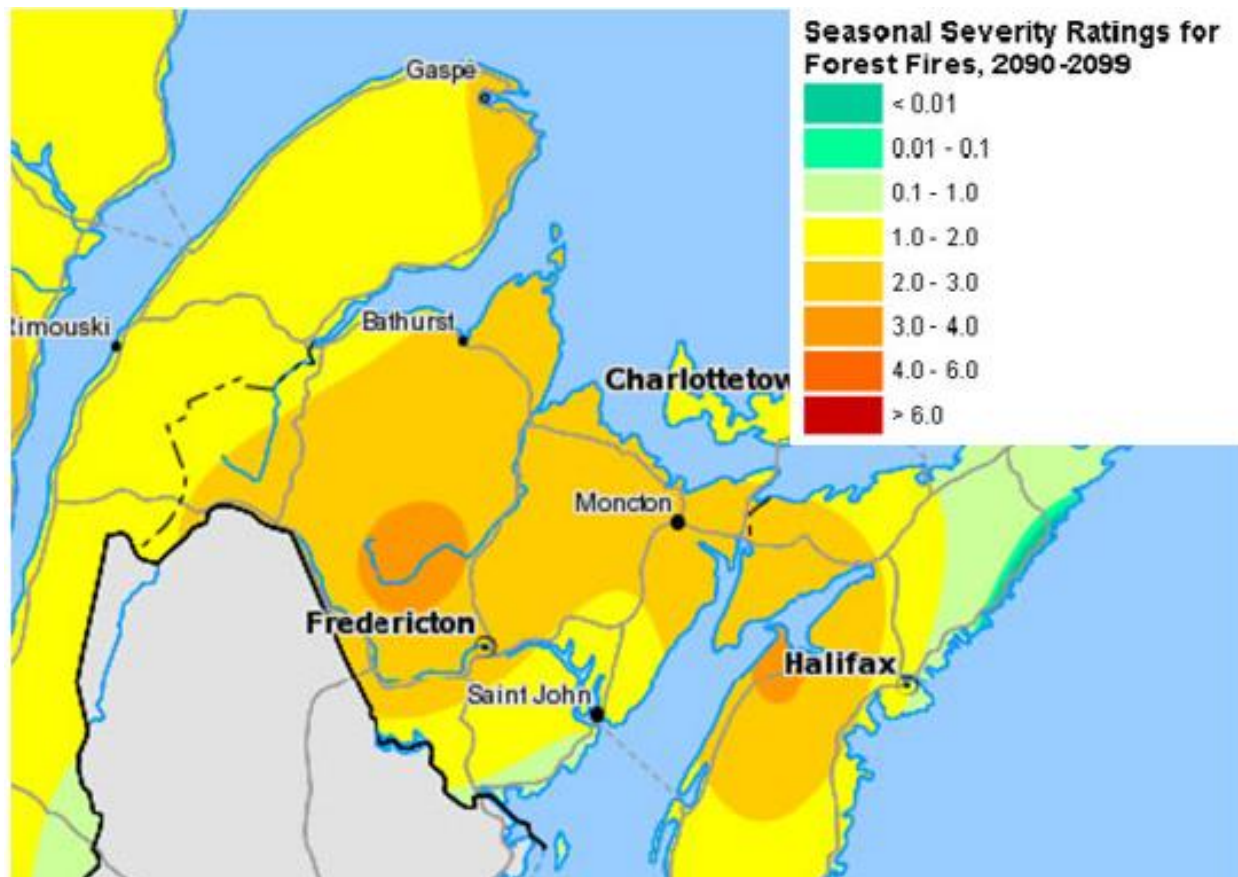 Seasonal Severity Ratings for
Forest Fires, 2090-2099
< 0.01
0.01 - 0.1
0.1 - 1.0
1.0 - 2.0
2.0 - 3.0
3.0 - 4.0
4.0 - 6.0
> 6.0
Gaspé
Rimouski
Bathurst
Charlottetow
Moncton
Fredericton
Halifax
Saint John